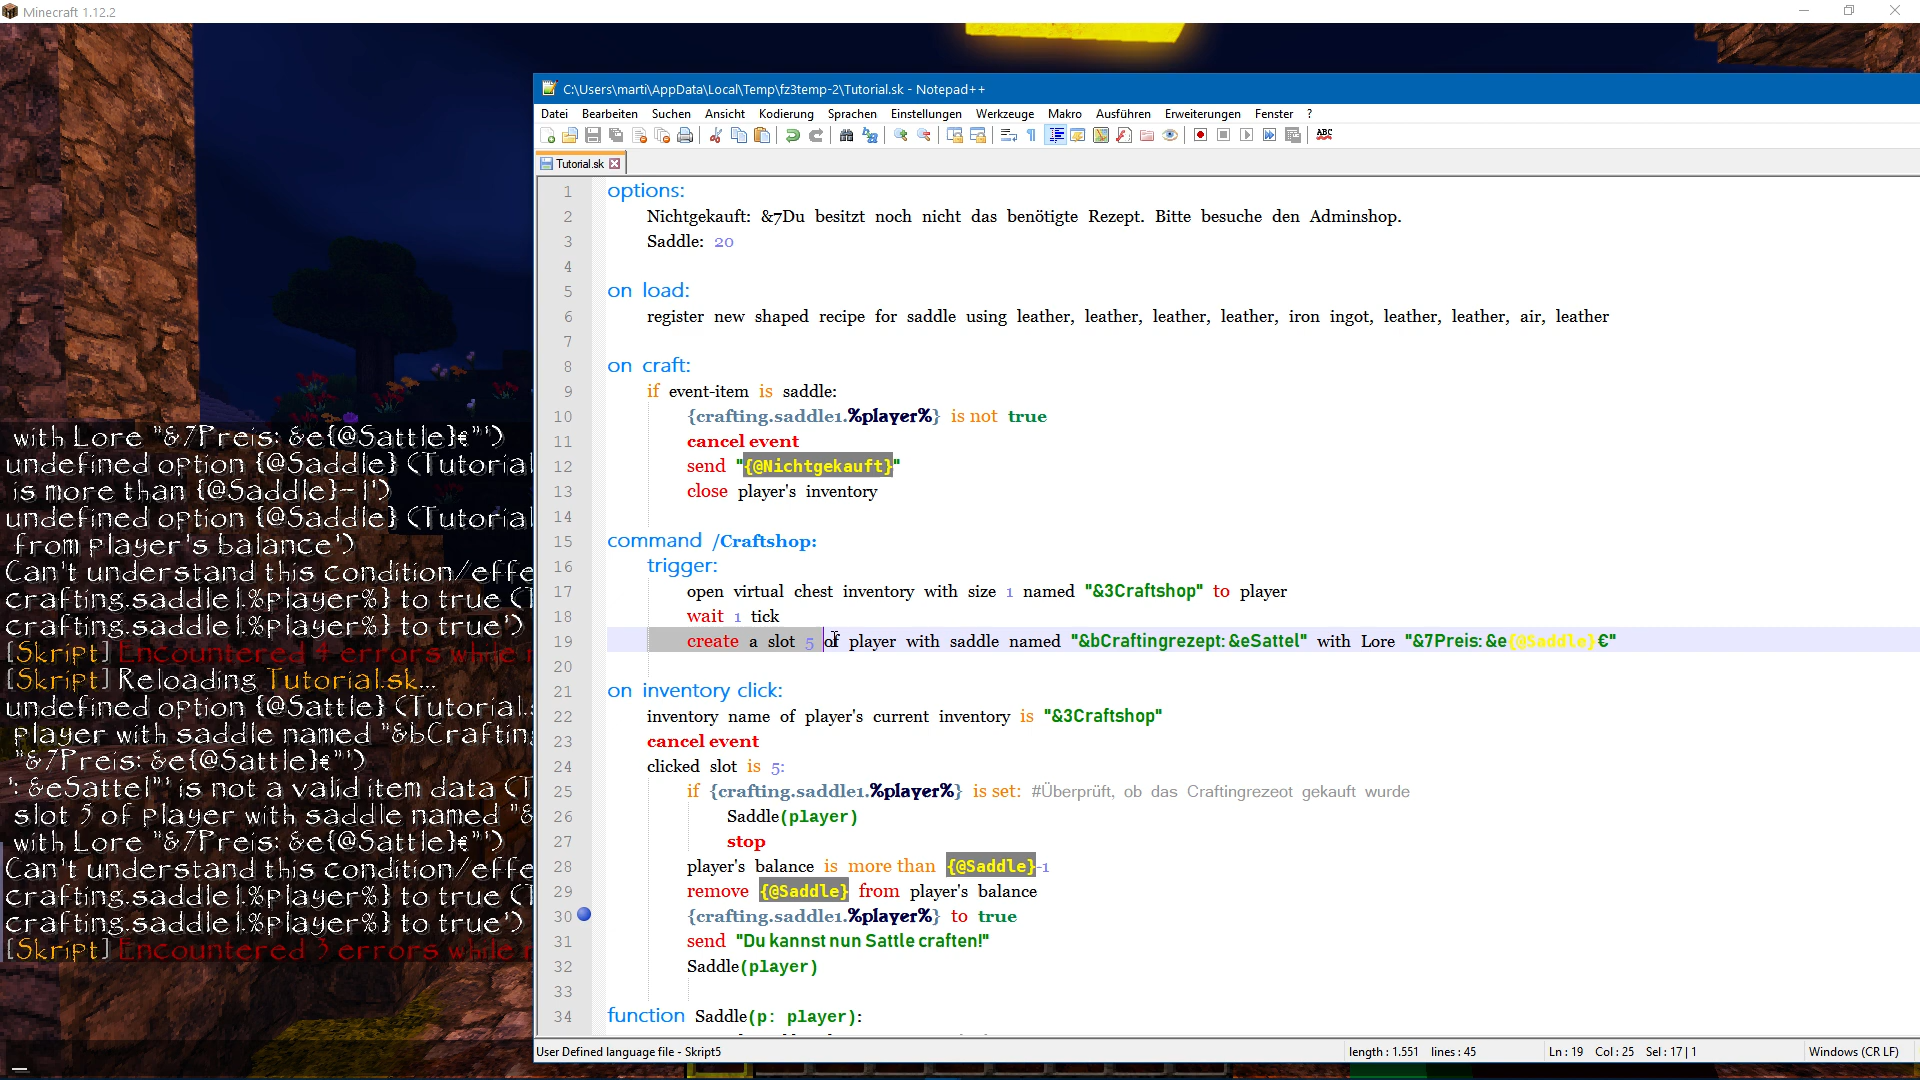 Minecraft 1.12.2
C:\Users\marti\AppData\Local\Temp\fz3temp-2\Tutorial.sk - Notepad++
Datei Bearbeiten Suchen Ansicht Kodierung Sprachen Einstellungen Werkzeuge Makro Ausführen Erweiterungen Fenster ?
ABC
Tutorial.sk
1 options:
2 Nichtgekauft: &7Du besitzt noch nicht das benötigte Rezept. Bitte besuche den Adminshop.
3 Saddle: 20
4
5 on load:
6 register new shaped recipe for saddle using leather, leather, leather, leather, iron ingot, leather, leather, air, leather
7
8 on craft:
9 if event-item is saddle:
10 {crafting.saddle1.%player%} is not true
11 cancel event
12 send "{@Nichtgekauft}"
13 close player's inventory
14
15 command /Craftshop:
16 trigger:
17 open virtual chest inventory with size 1 named "&3Craftshop" to player
18 wait 1 tick
19 create a slot 5 of player with saddle named "&bCraftingrezept: &eSattel" with Lore "&7Preis: &e{@Saddle}€"
20
21 on inventory click:
22 inventory name of player's current inventory is "&3Craftshop"
23 cancel event
24 clicked slot is 5:
25 if {crafting.saddle1.%player%} is set: #Überprüft, ob das Craftingrezeot gekauft wurde
26 Saddle(player)
27 stop
28 player's balance is more than {@Saddle}-1
29 remove {@Saddle} from player's balance
30 {crafting.saddle1.%player%} to true
31 send "Du kannst nun Sattle craften!"
32 Saddle(player)
33
34 function Saddle(p: player):
User Defined language file - Skript5
length : 1.551 lines : 45
Ln : 19 Col : 25 Sel : 17 | 1
Windows (CR LF)
with Lore "&7Preis: &e{@Sattle}€"')
undefined option {@Saddle} (Tutorial
is more than {@Saddle}-1')
undefined option {@Saddle} (Tutorial
from player's balance')
Can't understand this condition/effe
crafting.saddle1.%player%} to true (T
crafting.saddle1.%player%} to true')
[Skript] Encountered 4 errors while r
[Skript] Reloading Tutorial.sk...
undefined option {@Sattle} (Tutorial.
player with saddle named "&bCrafting
"&7Preis: &e{@Sattle}€"')
': &eSattel"' is not a valid item data (T
slot 5 of player with saddle named "&
with Lore "&7Preis: &e{@Sattle}€"')
Can't understand this condition/effe
crafting.saddle1.%player%} to true (T
crafting.saddle1.%player%} to true')
[Skript] Encountered 3 errors while r